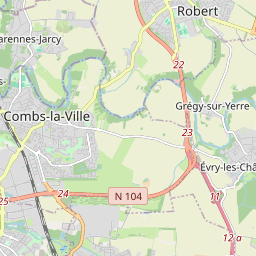 Robert
arennes-Jarcy
22
Grégy-sur-Yerre
Combs-la-Ville
23
Évry-les-Châ
24
25
N 104
11
12 a